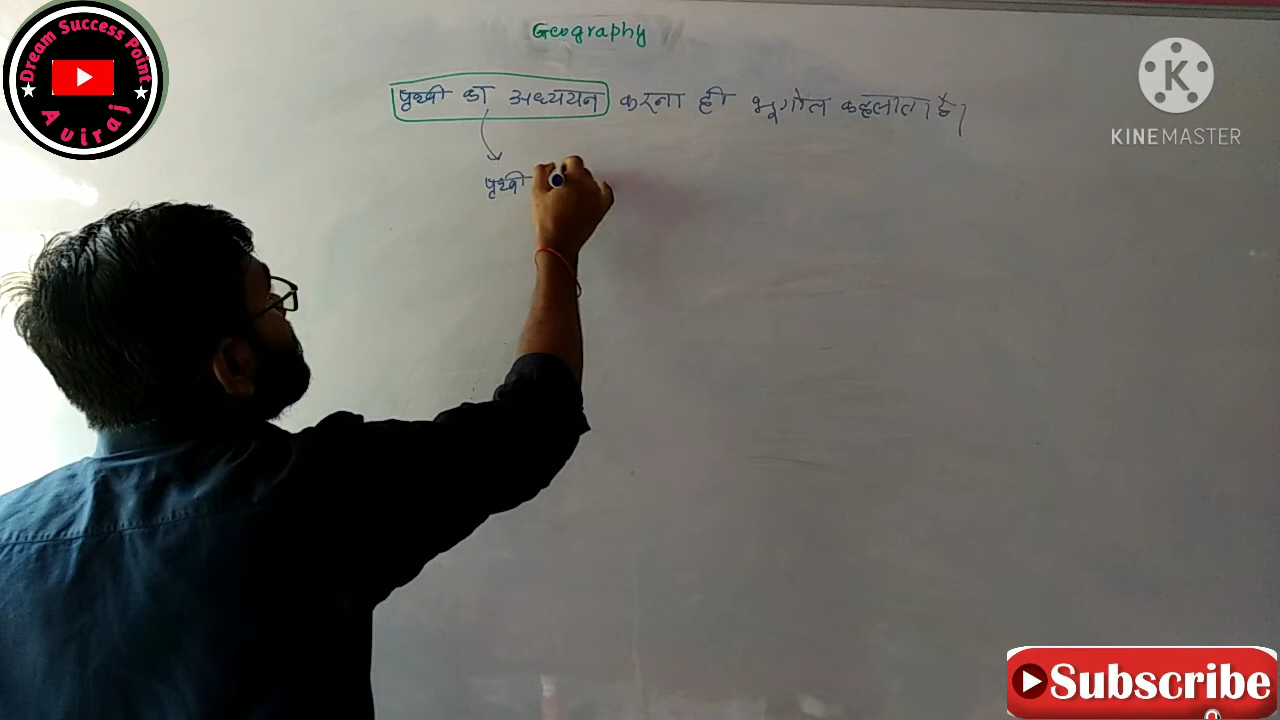 Dream Success Point
Aviraj
Geography
पृथ्वी का अध्ययन करना ही भूगोल कहलाता है।
पृथ्वी
KINEMASTER
Subscribe